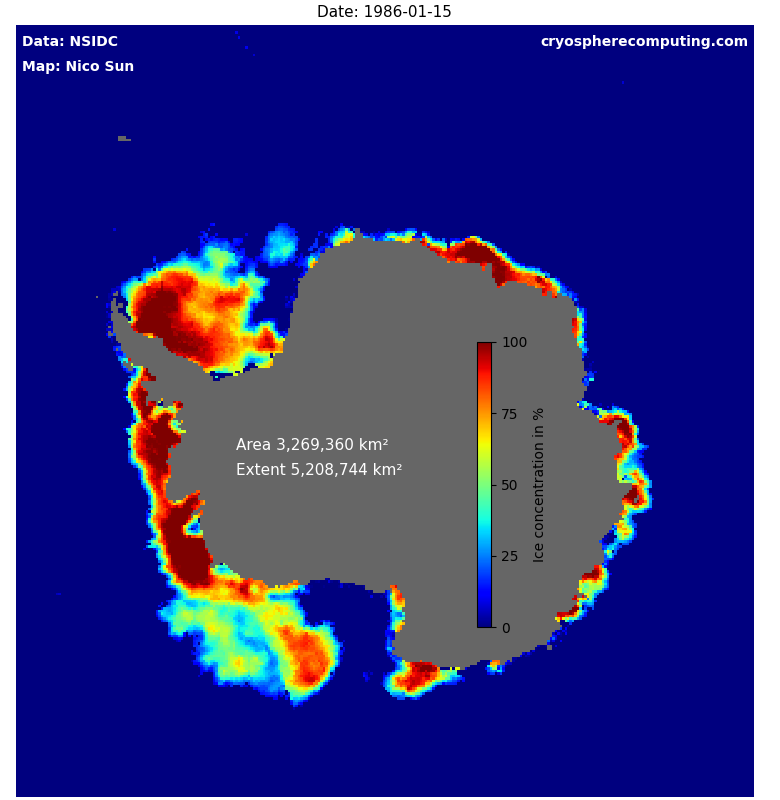 Date: 1986-01-15
Data: NSIDC
cryospherecomputing.com
Map: Nico Sun
Area 3,269,360 km²
Extent 5,208,744 km²
100
75
50
25
0
Ice concentration in %